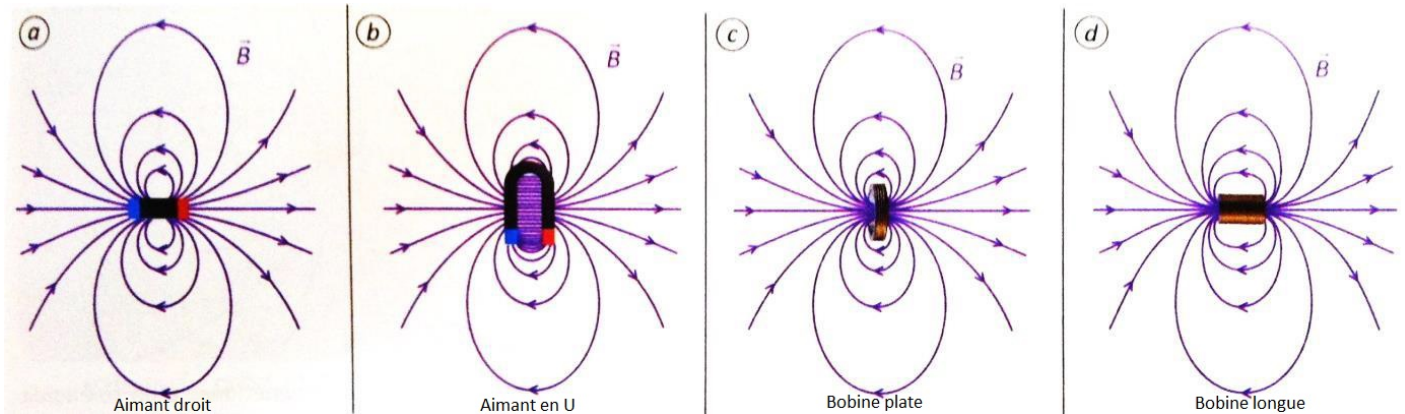 a
B
Aimant droit
b
B
Aimant en U
c
B
Bobine plate
d
B
Bobine longue